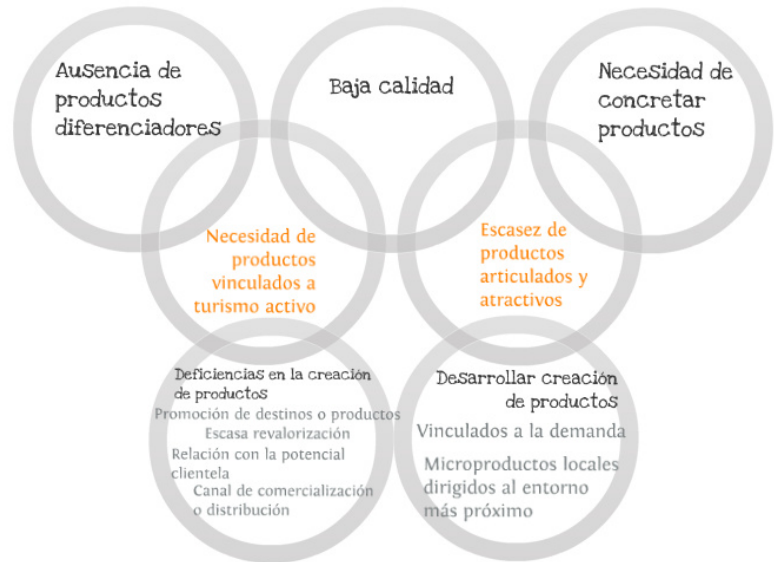 Ausencia de
productos
diferenciadores
Baja calidad
Necesidad de
concretar
productos
Necesidad de
productos
vinculados a
turismo activo
Escasez de
productos
articulados y
atractivos
Deficiencias en la creación
de productos
Promoción de destinos o productos
Escasa revalorización
Relación con la potencial
clientela
Canal de comercialización
o distribución
Desarrollar creación
de productos
Vinculados a la demanda
Microproductos locales
dirigidos al entorno
más próximo